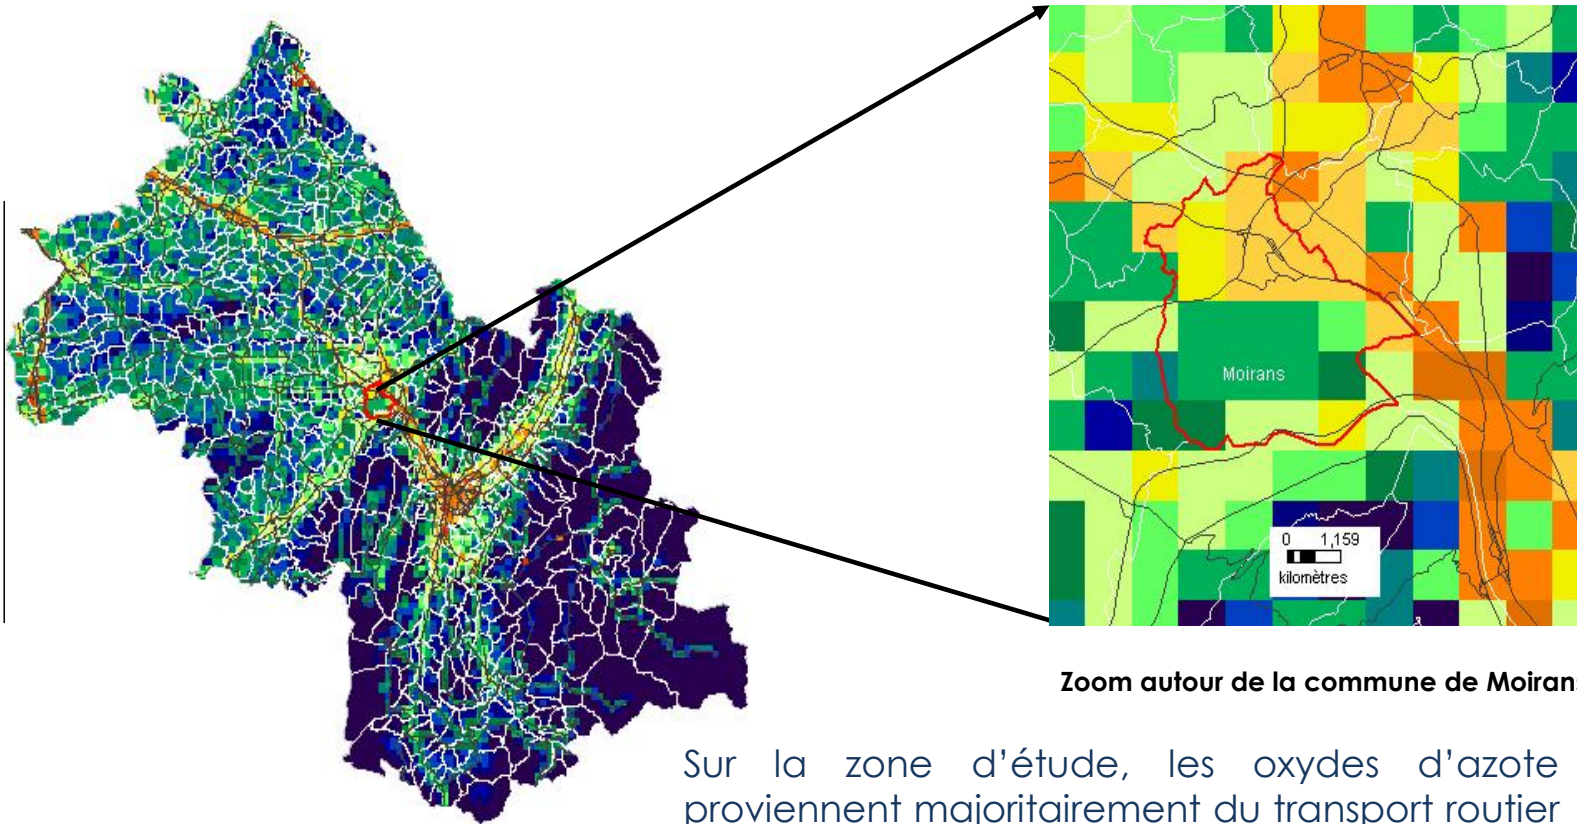 Moirans
0 1,159
kilomètres
Zoom autour de la commune de Moirans
Sur la zone d'étude, les oxydes d'azote
proviennent majoritairement du transport routier